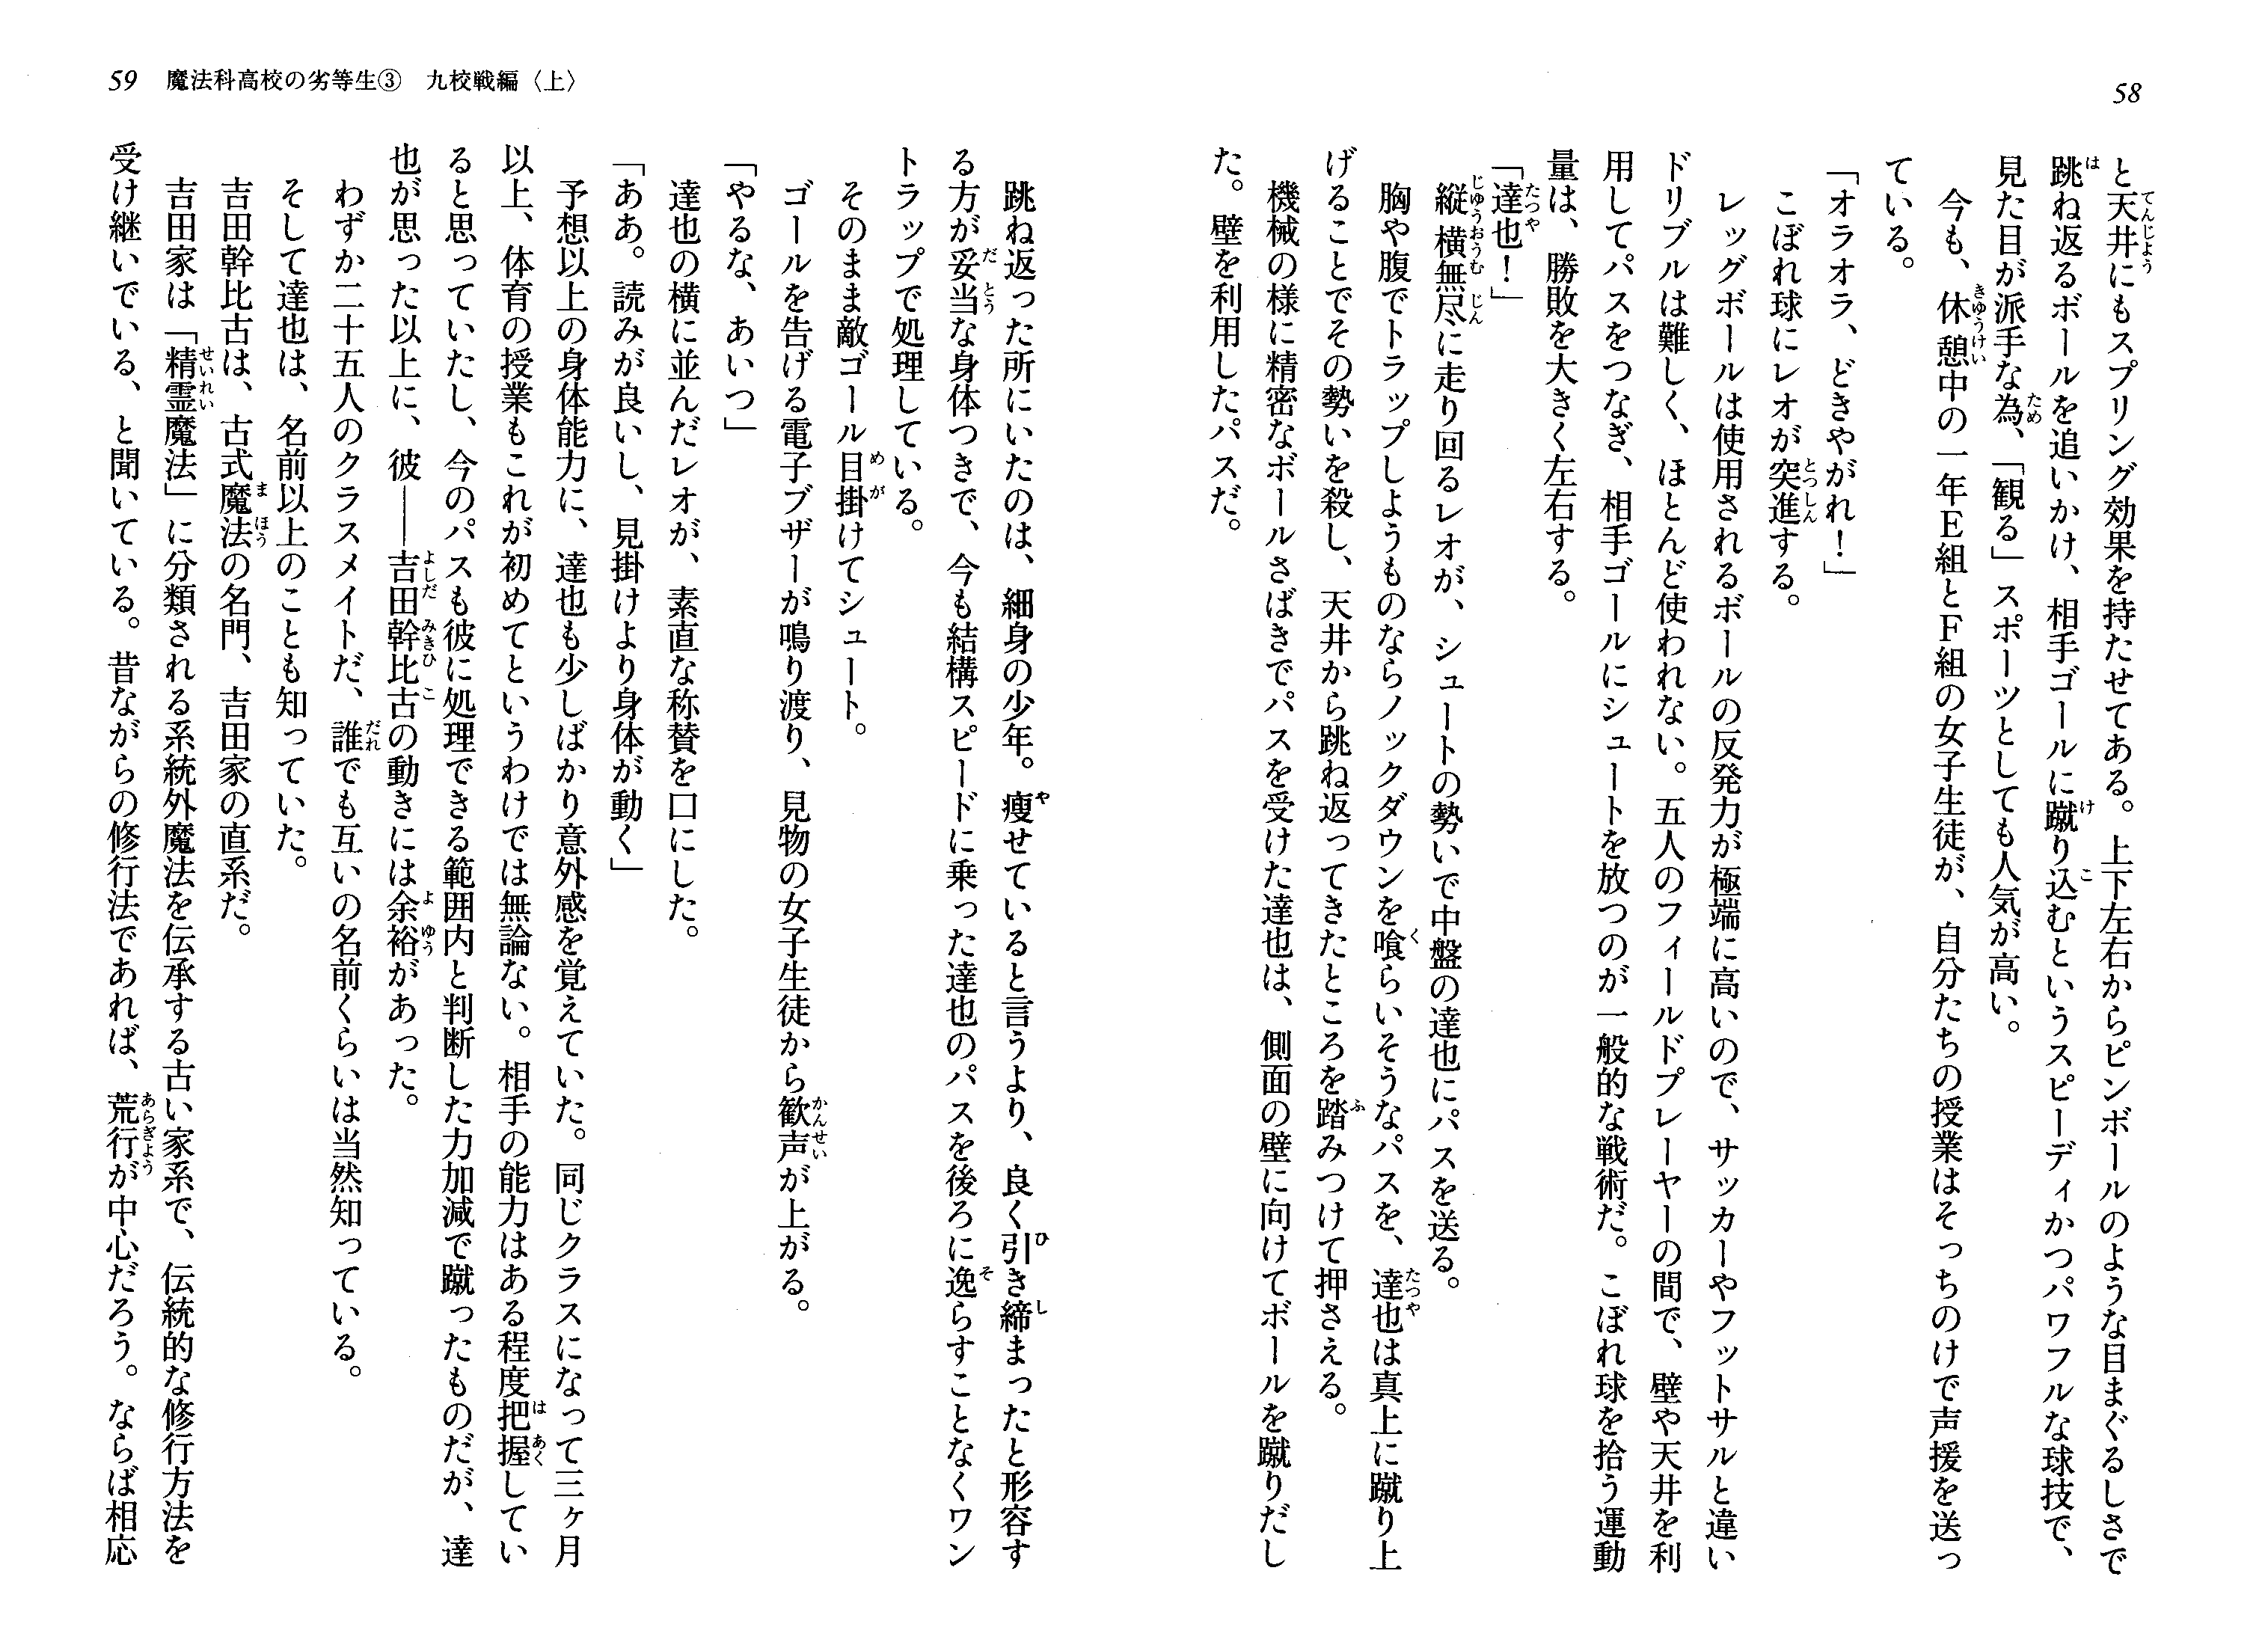 58
と天井にもスプリング効果を持たせてある。上下左右からピンボールのような目まぐるしさで
跳ね返るボールを追いかけ、相手ゴールに蹴り込むというスピーディかつパワフルな球技で、
見た目が派手な為、「観る」スポーツとしても人気が高い。
今も、休憩中の一年E組とF組の女子生徒が、自分たちの授業はそっちのけで声援を送っ
ている。
「オラオラ、どきやがれ！」
こぼれ球にレオが突進する。
レッグボールは使用されるボールの反発力が極端に高いので、サッカーやフットサルと違い
ドリブルは難しく、ほとんど使われない。五人のフィールドプレーヤーの間で、壁や天井を利
用してパスをつなぎ、相手ゴールにシュートを放つのが一般的な戦術だ。こぼれ球を拾う運動
量は、勝敗を大きく左右する。
「達也！」
縦横無尽に走り回るレオが、シュートの勢いで中盤の達也にパスを送る。
胸や腹でトラップしようものならノックダウンを喰らいそうなパスを、達也は真上に蹴り上
げることでその勢いを殺し、天井から跳ね返ってきたところを踏みつけて押さえる。
機械の様に精密なボールさばきでパスを受けた達也は、側面の壁に向けてボールを蹴りだし
た。壁を利用したパスだ。
59 魔法科高校の劣等生③ 九校戦編〈上〉
跳ね返った所にいたのは、細身の少年。痩せていると言うより、良く引き締まったと形容す
る方が妥当な身体つきで、今も結構スピードに乗った達也のパスを後ろに逸らすことなくワン
トラップで処理している。
そのまま敵ゴール目掛けてシュート。
ゴールを告げる電子ブザーが鳴り渡り、見物の女子生徒から歓声が上がる。
「やるな、あいつ」
達也の横に並んだレオが、素直な称賛を口にした。
「ああ。読みが良いし、見掛けより身体が動く」
予想以上の身体能力に、達也も少しばかり意外感を覚えていた。同じクラスになって三ヶ月
以上、体育の授業もこれが初めてというわけでは無論ない。相手の能力はある程度把握してい
ると思っていたし、今のパスも彼に処理できる範囲内と判断した力加減で蹴ったものだが、達
也が思った以上に、彼――吉田幹比古の動きには余裕があった。
わずか二十五人のクラスメイトだ、誰でも互いの名前くらいは当然知っている。
そして達也は、名前以上のことも知っていた。
吉田幹比古は、古式魔法の名門、吉田家の直系だ。
吉田家は「精霊魔法」に分類される系統外魔法を伝承する古い家系で、伝統的な修行方法を
受け継いでいる、と聞いている。昔ながらの修行法であれば、荒行が中心だろう。ならば相応